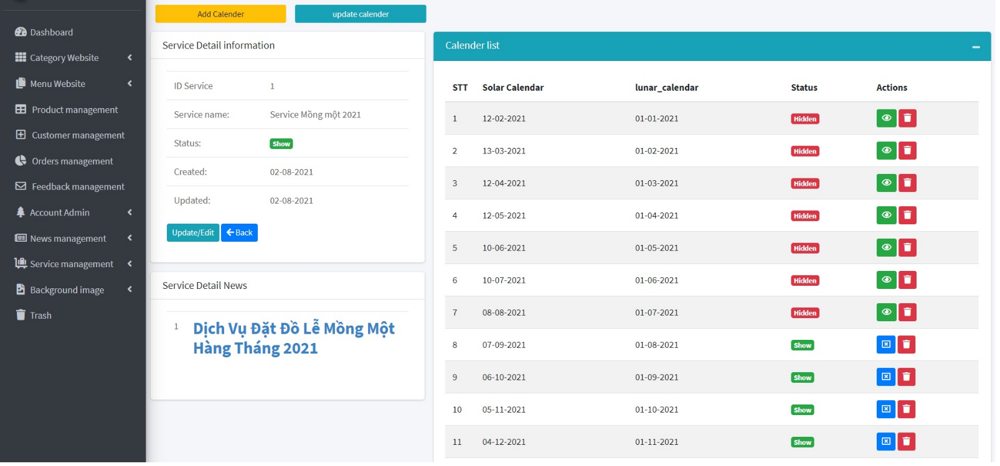 Dashboard
Category Website
Menu Website
Product management
Customer management
Orders management
Feedback management
Account Admin
News management
Service management
Background image
Trash
Add Calender
update calender
Service Detail information
ID Service 1
Service name: Service Mồng một 2021
Status: Show
Created: 02-08-2021
Updated: 02-08-2021
Update/Edit Back
Service Detail News
1 Dịch Vụ Đặt Đồ Lễ Mồng Một
Hàng Tháng 2021
Calender list
STT Solar Calendar lunar_calendar Status Actions
1 12-02-2021 01-01-2021 Hidden
2 13-03-2021 01-02-2021 Hidden
3 12-04-2021 01-03-2021 Hidden
4 12-05-2021 01-04-2021 Hidden
5 10-06-2021 01-05-2021 Hidden
6 10-07-2021 01-06-2021 Hidden
7 08-08-2021 01-07-2021 Hidden
8 07-09-2021 01-08-2021 Show
9 06-10-2021 01-09-2021 Show
10 05-11-2021 01-10-2021 Show
11 04-12-2021 01-11-2021 Show